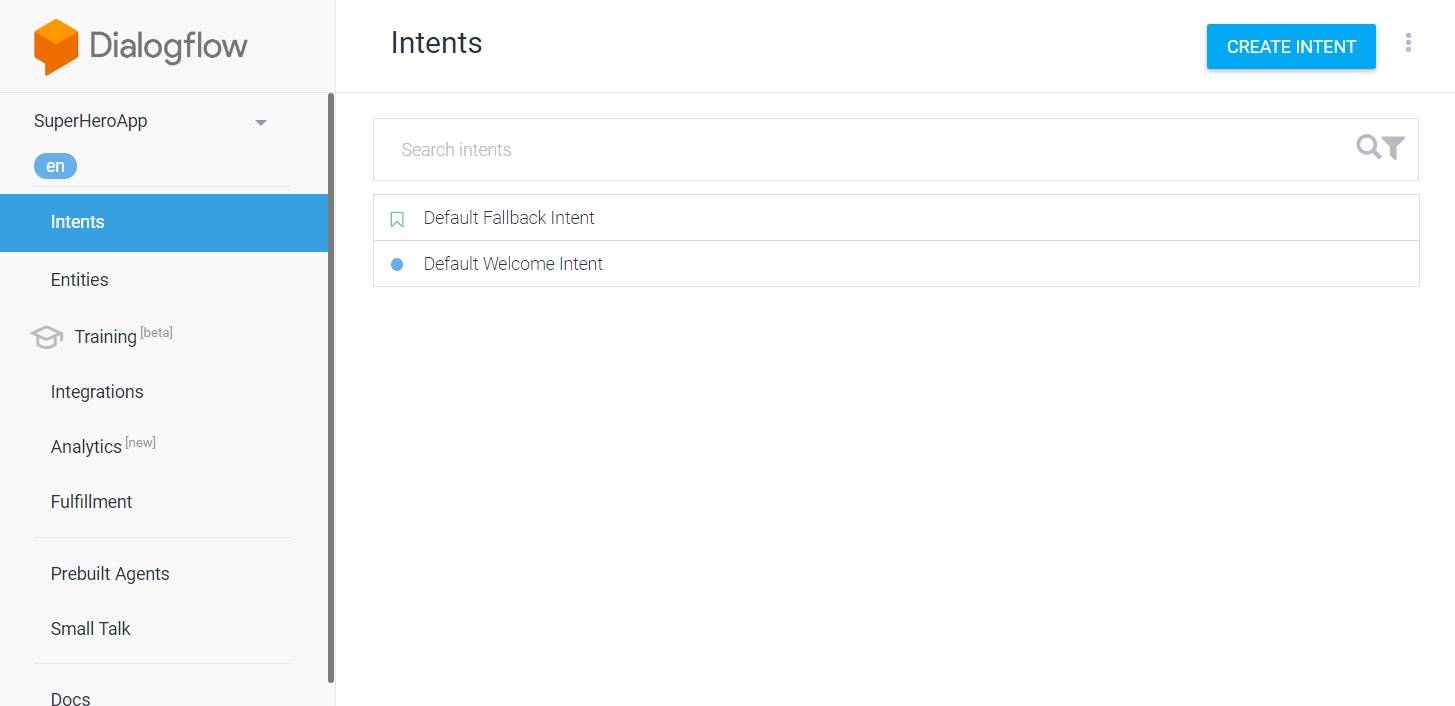 Dialogflow
SuperHeroApp
en
Intents
Entities
Training [beta]
Integrations
Analytics [new]
Fulfillment
Prebuilt Agents
Small Talk
Docs
Intents
CREATE INTENT
Search intents
Default Fallback Intent
Default Welcome Intent